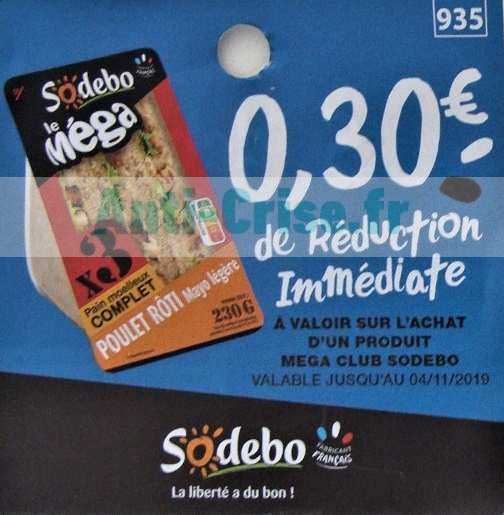 935
Sodebo
le
Méga
X3
Pain moelleux
COMPLET
POULET RÔTI Mayo légère
230G
0,30€
de Réduction
Immédiate
À VALOIR SUR L'ACHAT
D'UN PRODUIT
MEGA CLUB SODEBO
VALABLE JUSQU'AU 04/11/2019
Anti-Crise.fr
Sodebo
FABRICANT
FRANÇAIS
La liberté a du bon !